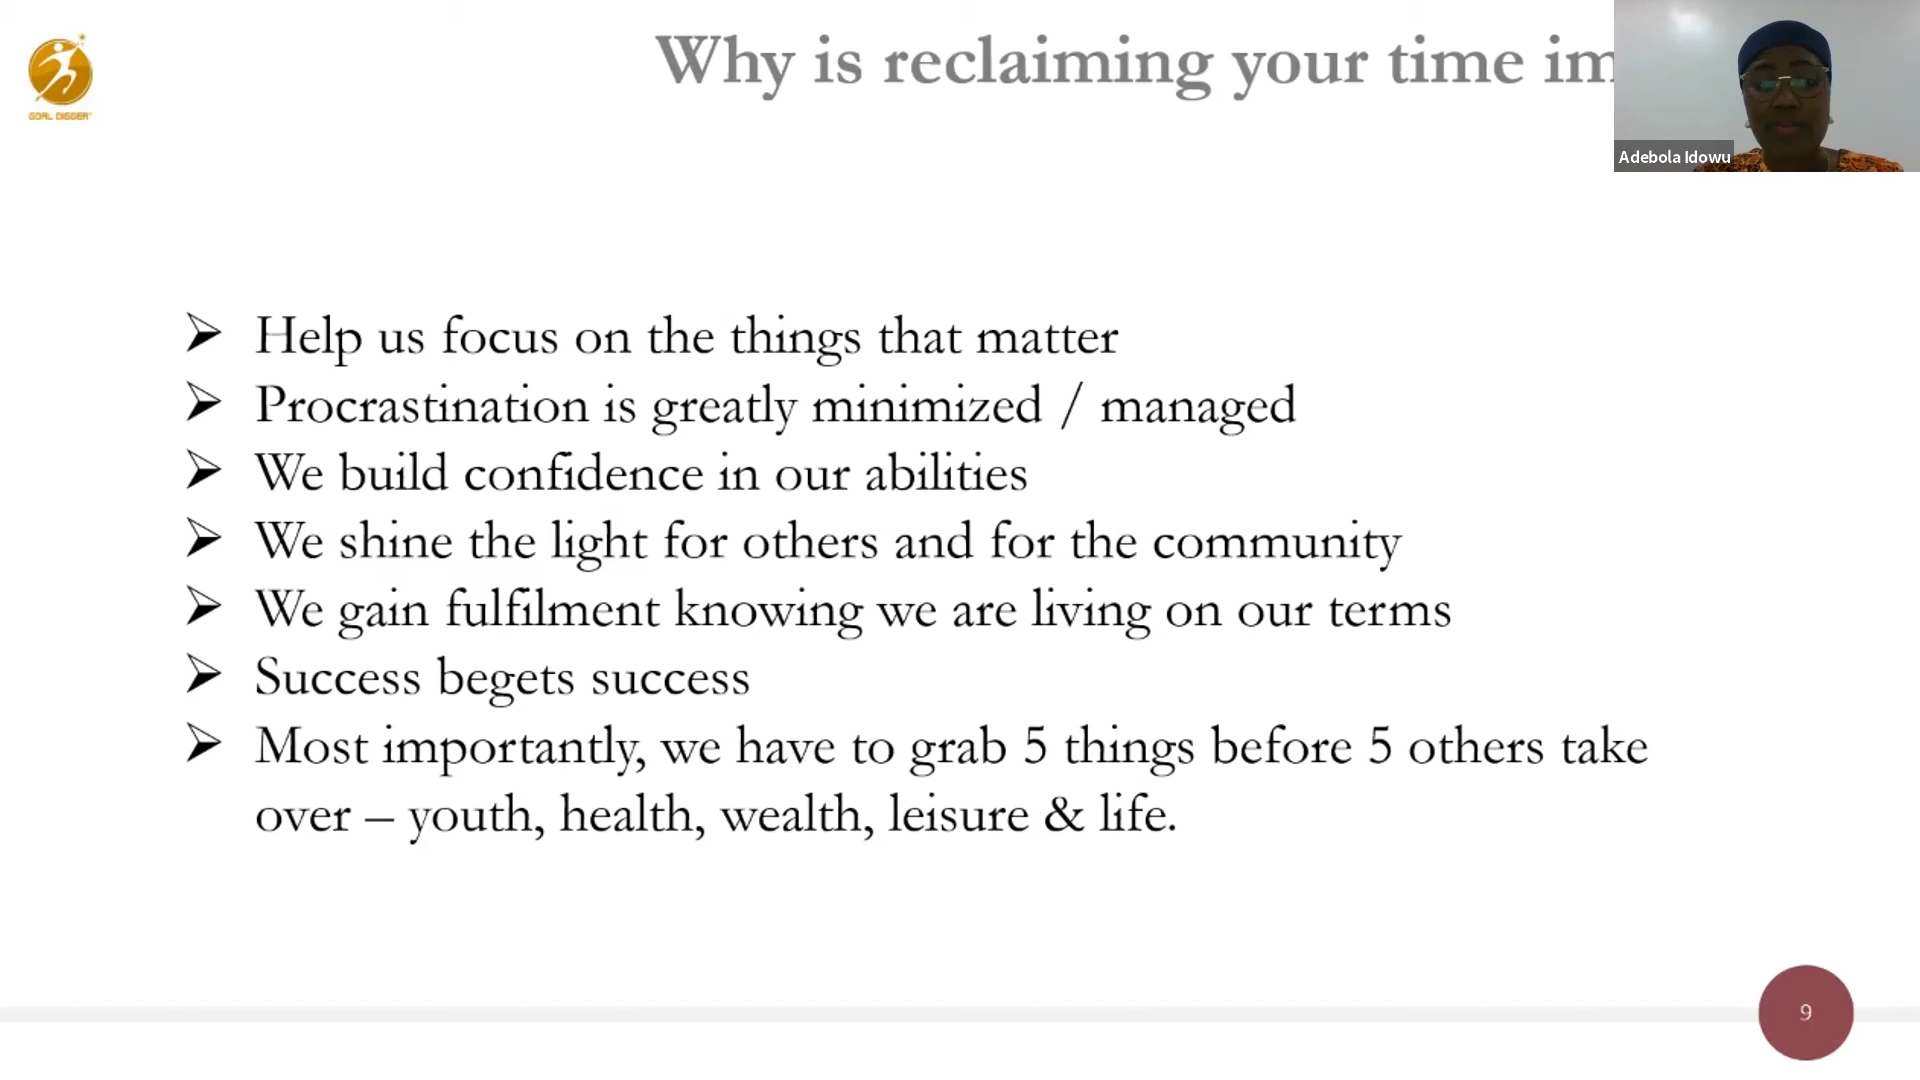 GOAL DIGGER
Why is reclaiming your time im
Adebola Idowu
Help us focus on the things that matter
Procrastination is greatly minimized / managed
We build confidence in our abilities
We shine the light for others and for the community
We gain fulfilment knowing we are living on our terms
Success begets success
Most importantly, we have to grab 5 things before 5 others take
over – youth, health, wealth, leisure & life.
9